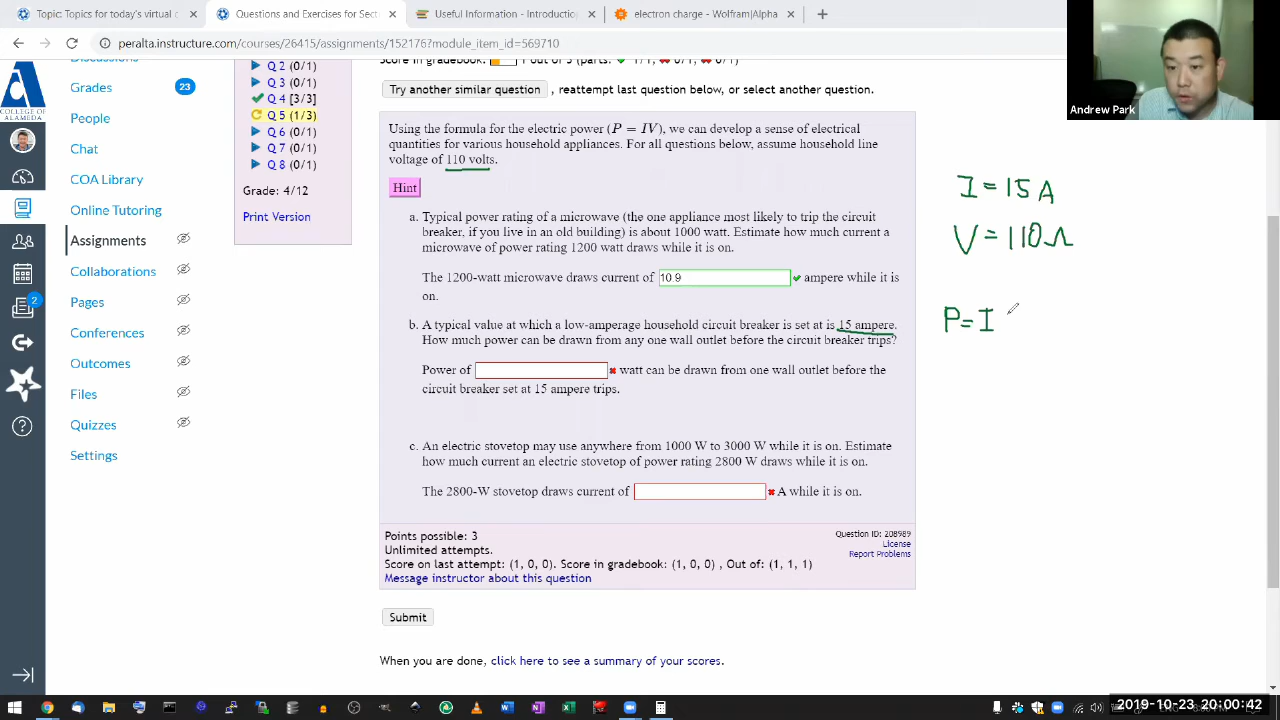 Topic: Today's virtual c
Questions and Exercises for Sect
Useful Information - Introduction
electron charge - Wolfram|Alpha
peralta.instructure.com/courses/26415/assignments/152176?module_item_id=569710
COLLEGE OF ALAMEDA
Grades
23
People
Chat
COA Library
Online Tutoring
Assignments
Collaborations
Pages
2
Conferences
Outcomes
Files
Quizzes
Settings
Q 2 (0/1)
Q 3 (0/1)
Q 4 [3/3]
Q 5 (1/3)
Q 6 (0/1)
Q 7 (0/1)
Q 8 (0/1)
Grade: 4/12
Print Version
Score in gradebook:
Try another similar question , reattempt last question below, or select another question.
Using the formula for the electric power (P = IV), we can develop a sense of electrical
quantities for various household appliances. For all questions below, assume household line
voltage of 110 volts.
Hint
a. Typical power rating of a microwave (the one appliance most likely to trip the circuit
breaker, if you live in an old building) is about 1000 watt. Estimate how much current a
microwave of power rating 1200 watt draws while it is on.
The 1200-watt microwave draws current of 10.9 ampere while it is
on.
b. A typical value at which a low-amperage household circuit breaker is set at is 15 ampere.
How much power can be drawn from any one wall outlet before the circuit breaker trips?
Power of watt can be drawn from one wall outlet before the
circuit breaker set at 15 ampere trips.
c. An electric stovetop may use anywhere from 1000 W to 3000 W while it is on. Estimate
how much current an electric stovetop of power rating 2800 W draws while it is on.
The 2800-W stovetop draws current of A while it is on.
Points possible: 3
Unlimited attempts.
Score on last attempt: (1, 0, 0). Score in gradebook: (1, 0, 0) , Out of: (1, 1, 1)
Message instructor about this question
Question ID: 208989
License
Report Problems
Submit
When you are done, click here to see a summary of your scores.
Andrew Park
I = 15 A
V = 110 Ω
P = I
2019-10-23 20:00:42